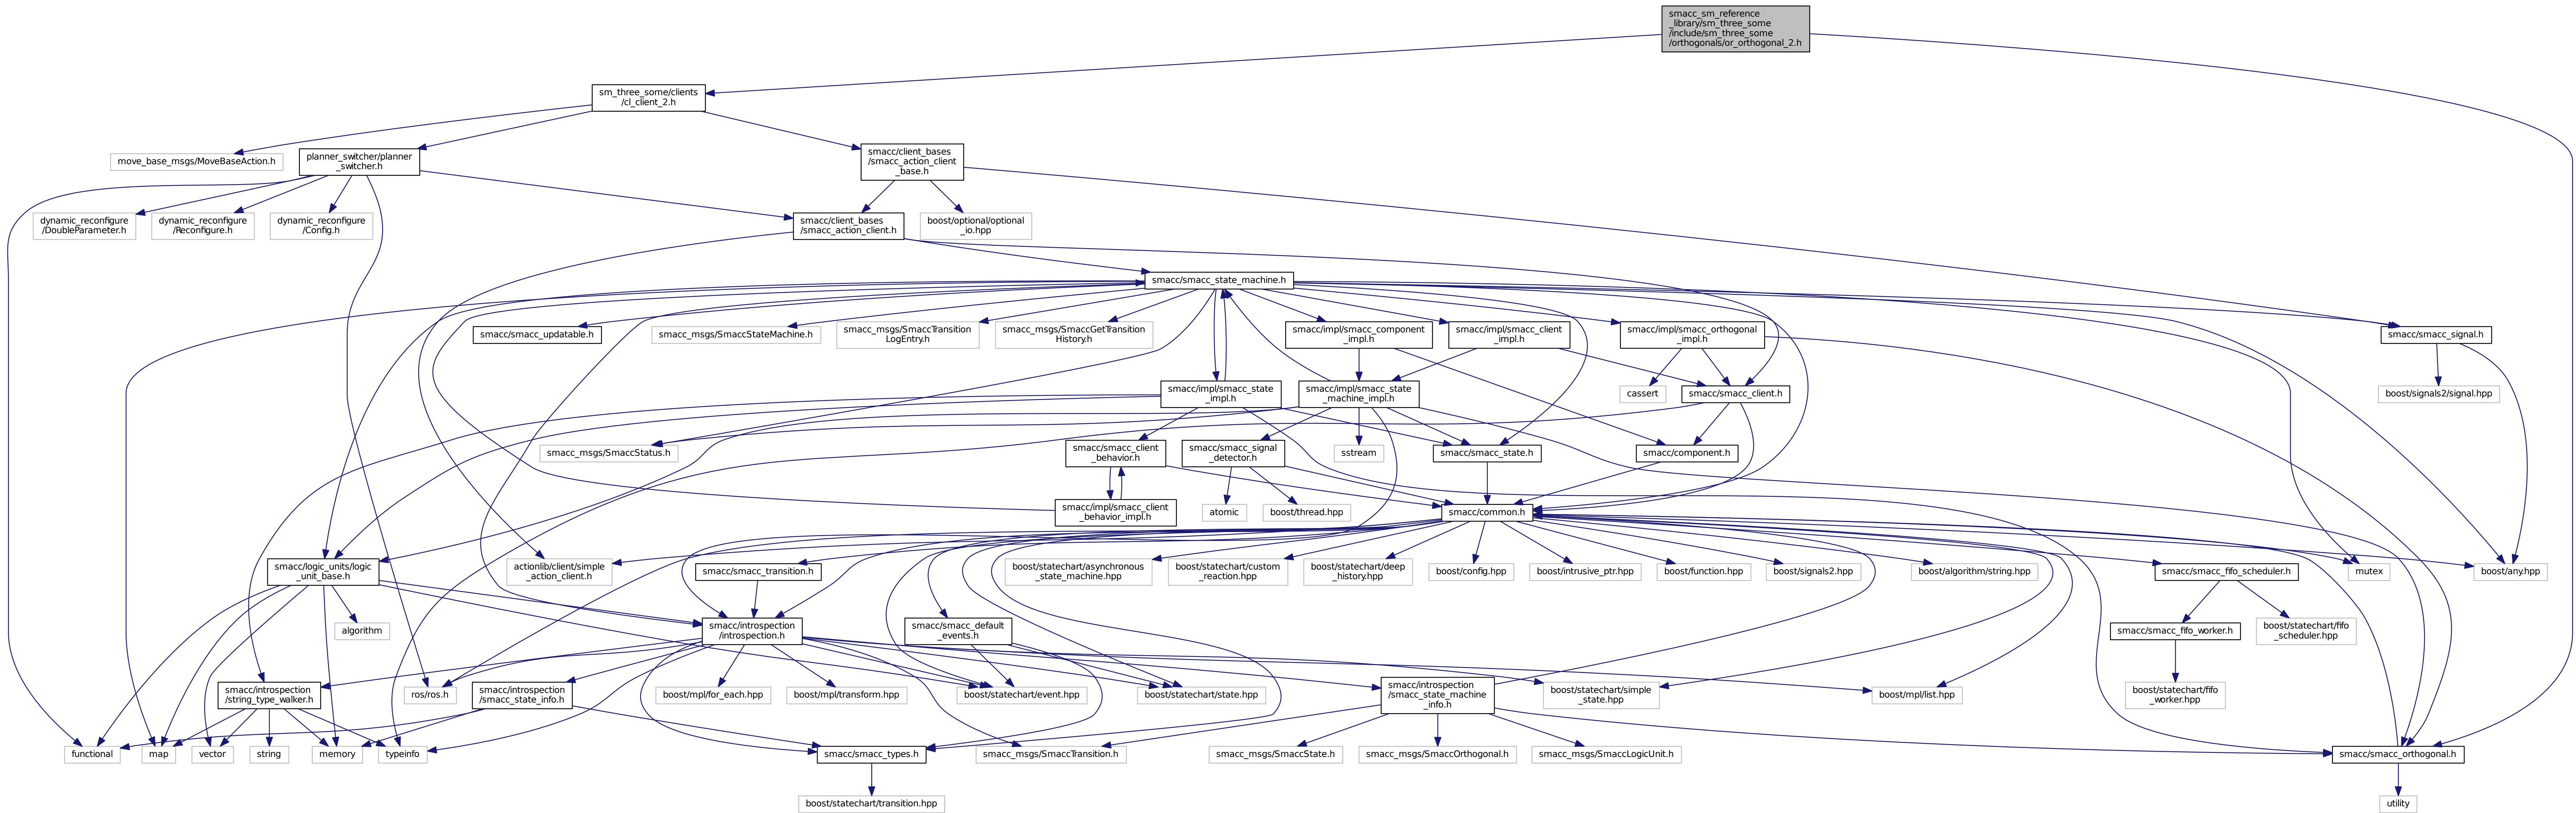 smacc_sm_reference
_library/sm_three_some
/include/sm_three_some
/orthogonals/or_orthogonal_2.h
sm_three_some/clients
/cl_client_2.h
move_base_msgs/MoveBaseAction.h
planner_switcher/planner
_switcher.h
smacc/client_bases
/smacc_action_client
_base.h
dynamic_reconfigure
/DoubleParameter.h
dynamic_reconfigure
/Reconfigure.h
dynamic_reconfigure
/Config.h
smacc/client_bases
/smacc_action_client.h
boost/optional/optional
_io.hpp
smacc/smacc_state_machine.h
smacc/smacc_updatable.h
smacc_msgs/SmaccStateMachine.h
smacc_msgs/SmaccTransition
LogEntry.h
smacc_msgs/SmaccGetTransition
History.h
smacc/impl/smacc_component
_impl.h
smacc/impl/smacc_client
_impl.h
smacc/impl/smacc_orthogonal
_impl.h
smacc/smacc_signal.h
smacc/impl/smacc_state
_impl.h
smacc/impl/smacc_state
_machine_impl.h
cassert
smacc/smacc_client.h
boost/signals2/signal.hpp
smacc_msgs/SmaccStatus.h
smacc/smacc_client
_behavior.h
smacc/smacc_signal
_detector.h
sstream
smacc/smacc_state.h
smacc/component.h
smacc/impl/smacc_client
_behavior_impl.h
atomic
boost/thread.hpp
smacc/common.h
smacc/logic_units/logic
_unit_base.h
actionlib/client/simple
_action_client.h
smacc/smacc_transition.h
boost/statechart/asynchronous
_state_machine.hpp
boost/statechart/custom
_reaction.hpp
boost/statechart/deep
_history.hpp
boost/config.hpp
boost/intrusive_ptr.hpp
boost/function.hpp
boost/signals2.hpp
boost/algorithm/string.hpp
smacc/smacc_fifo_scheduler.h
mutex
boost/any.hpp
algorithm
smacc/introspection
/introspection.h
smacc/smacc_default
_events.h
smacc/smacc_fifo_worker.h
boost/statechart/fifo
_scheduler.hpp
smacc/introspection
/string_type_walker.h
ros/ros.h
smacc/introspection
/smacc_state_info.h
boost/mpl/for_each.hpp
boost/mpl/transform.hpp
boost/statechart/event.hpp
boost/statechart/state.hpp
smacc/introspection
/smacc_state_machine
_info.h
boost/statechart/simple
_state.hpp
boost/mpl/list.hpp
boost/statechart/fifo
_worker.hpp
functional
map
vector
string
memory
typeinfo
smacc/smacc_types.h
smacc_msgs/SmaccTransition.h
smacc_msgs/SmaccState.h
smacc_msgs/SmaccOrthogonal.h
smacc_msgs/SmaccLogicUnit.h
smacc/smacc_orthogonal.h
boost/statechart/transition.hpp
utility